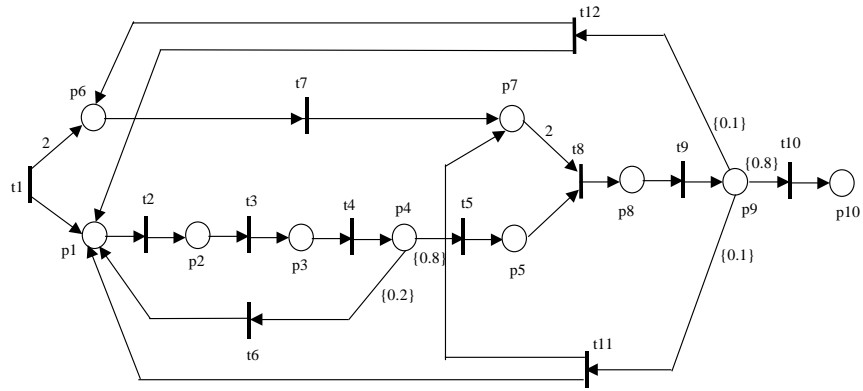 t12
p6
t7
p7
2
2
{0.1}
t8
t9
{0.8}
t10
t1
t2
t3
t4
p4
t5
p8
p9
p10
p1
p2
p3
{0.8}
p5
{0.2}
{0.1}
t6
t11